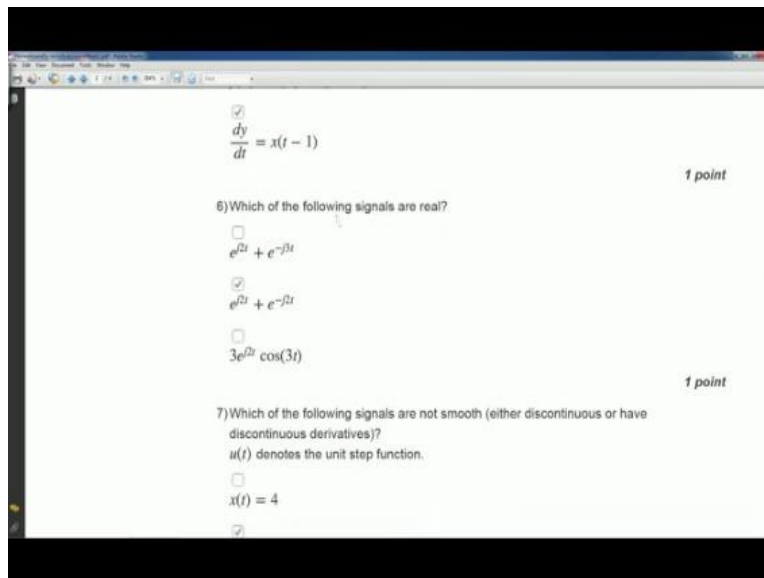 dy/dt = x(t − 1)
1 point
6) Which of the following signals are real?
e^{j2t} + e^{−j3t}
e^{j2t} + e^{−j2t}
3e^{j2t} cos(3t)
1 point
7) Which of the following signals are not smooth (either discontinuous or have
discontinuous derivatives)?
u(t) denotes the unit step function.
x(t) = 4